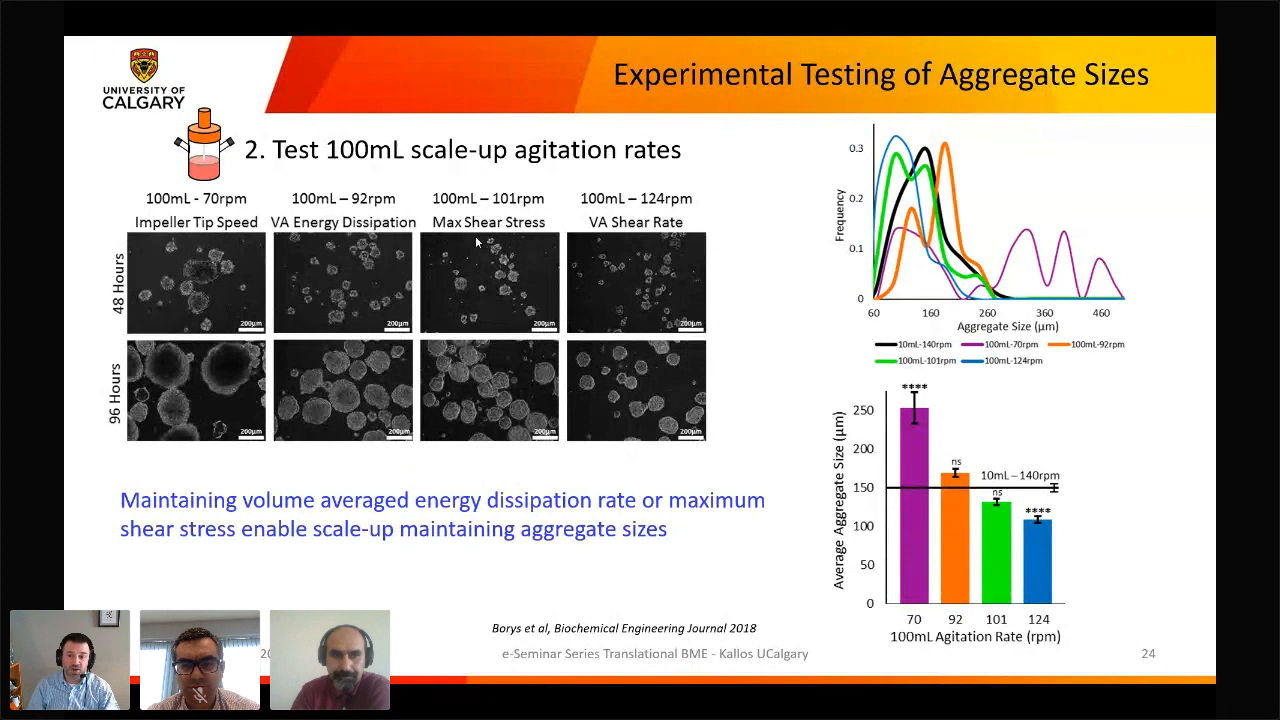 UNIVERSITY OF
CALGARY
Experimental Testing of Aggregate Sizes
2. Test 100mL scale-up agitation rates
100mL - 70rpm
Impeller Tip Speed
100mL – 92rpm
VA Energy Dissipation
100mL – 101rpm
Max Shear Stress
100mL – 124rpm
VA Shear Rate
48 Hours
200µm
200µm
200µm
200µm
96 Hours
200µm
200µm
200µm
200µm
Maintaining volume averaged energy dissipation rate or maximum
shear stress enable scale-up maintaining aggregate sizes
Frequency
0.3
0.2
0.1
0
60 160 260 360 460
Aggregate Size (µm)
10mL-140rpm 100mL-70rpm 100mL-92rpm
100mL-101rpm 100mL-124rpm
Average Aggregate Size (µm)
250
200
150
100
50
0
****
ns
10mL – 140rpm
ns
****
70 92 101 124
100mL Agitation Rate (rpm)
Borys et al, Biochemical Engineering Journal 2018
e-Seminar Series Translational BME - Kallos UCalgary
24